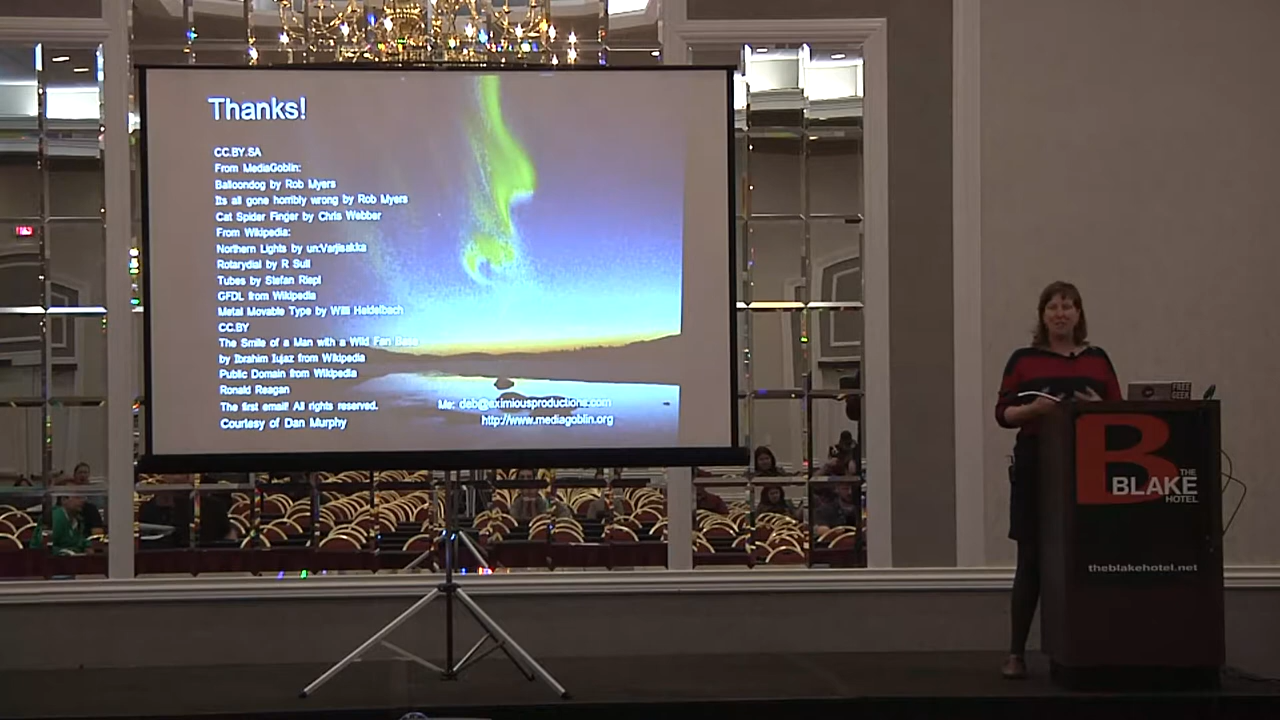 Thanks!
CC.BY.SA
From MediaGoblin:
Balloondog by Rob Myers
Its all gone horribly wrong by Rob Myers
Cat Spider Finger by Chris Webber
From Wikipedia:
Northern Lights by
Rotarydial by R Sull
Tubes by Stefan
GFDL from Wikipedia
Metal Movable Type by Willi Heidelbach
CC.BY
The Smile of a Man with a Wild Fan Base
by Ibrahim from Wikipedia
Public Domain from Wikipedia
Ronald Reagan
The first email! All rights reserved.
Courtesy of Dan Murphy
Me: deb@eximiousproductions.com
http://www.mediagoblin.org
FREE
GEEK
B
THE
BLAKE
HOTEL
theblakehotel.net